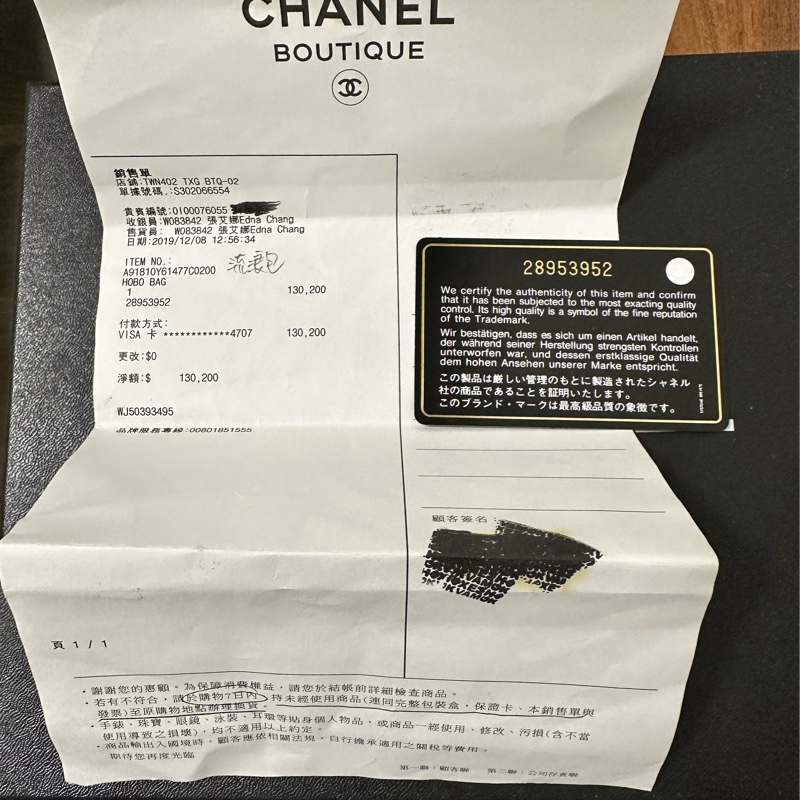 CHANEL
BOUTIQUE
銷售單
店鋪:TWN402 TXG BTQ-02
單據號碼.:S302066554
貴賓編號:0100076055
收銀員:W083842 張艾娜Edna Chang
售貨員: W083842 張艾娜Edna Chang
日期:2019/12/08 12:56:34
ITEM NO.:
A91810Y61477C0200 流浪包
HOBO BAG
1 130,200
28953952
付款方式:
VISA 卡 ************4707 130,200
更改:$0
淨額:$ 130,200
WJ50393495
品牌服務專線:00801851555
28953952
We certify the authenticity of this item and confirm
that it has been subjected to the most exacting quality
control. Its high quality is a symbol of the fine reputation
of the Trademark.
Wir bestätigen, dass es sich um einen Artikel handelt,
der während seiner Herstellung strengsten Kontrollen
unterworfen war, und dessen erstklassige Qualität
dem hohen Ansehen unserer Marke entspricht.
この製品は厳しい管理のもとに製造されたシャネル
社の商品であることを証明いたします。
このブランド・マークは最高級品質の象徴です。
顧客簽名:
頁 1 / 1
・謝謝您的惠顧。為保障消費權益，請您於結帳前詳細檢查商品。
・若有不符合，請於購物7日內，持未經使用商品(連同完整包裝盒，保證卡、本銷售單與
發票)至原購物地點辦理換貨。
・手錶、珠寶、眼鏡、泳裝、耳環等貼身個人物品，或商品一經使用、修改、污損(含不當
使用導致之損壞)，均不適用以上約定。
・商品輸出入國境時，顧客應依相關法規，自行擔承適用之關稅等費用。
期待您再度光臨
第一聯：顧客聯 第二聯：公司存查聯